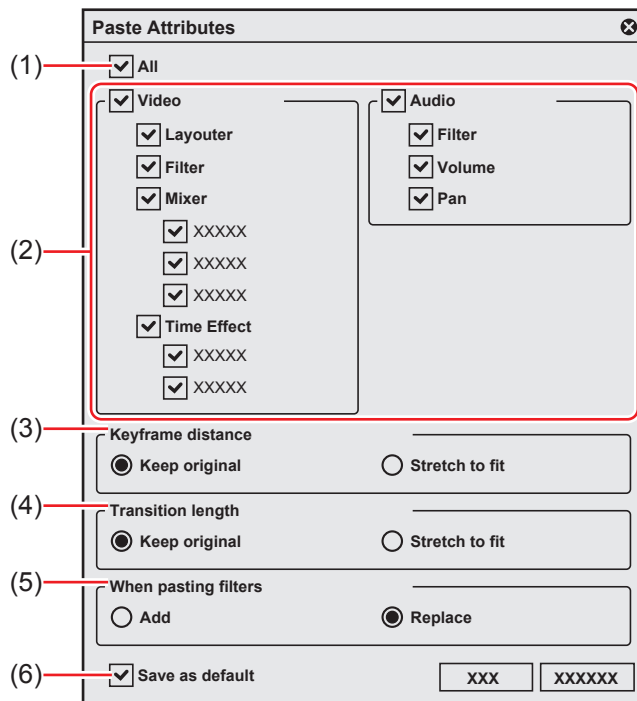 Paste Attributes
(1)
All
(2)
Video
Layouter
Filter
Mixer
XXXXX
XXXXX
XXXXX
Time Effect
XXXXX
XXXXX
Audio
Filter
Volume
Pan
(3)
Keyframe distance
Keep original
Stretch to fit
(4)
Transition length
Keep original
Stretch to fit
(5)
When pasting filters
Add
Replace
(6)
Save as default
XXX
XXXXXX